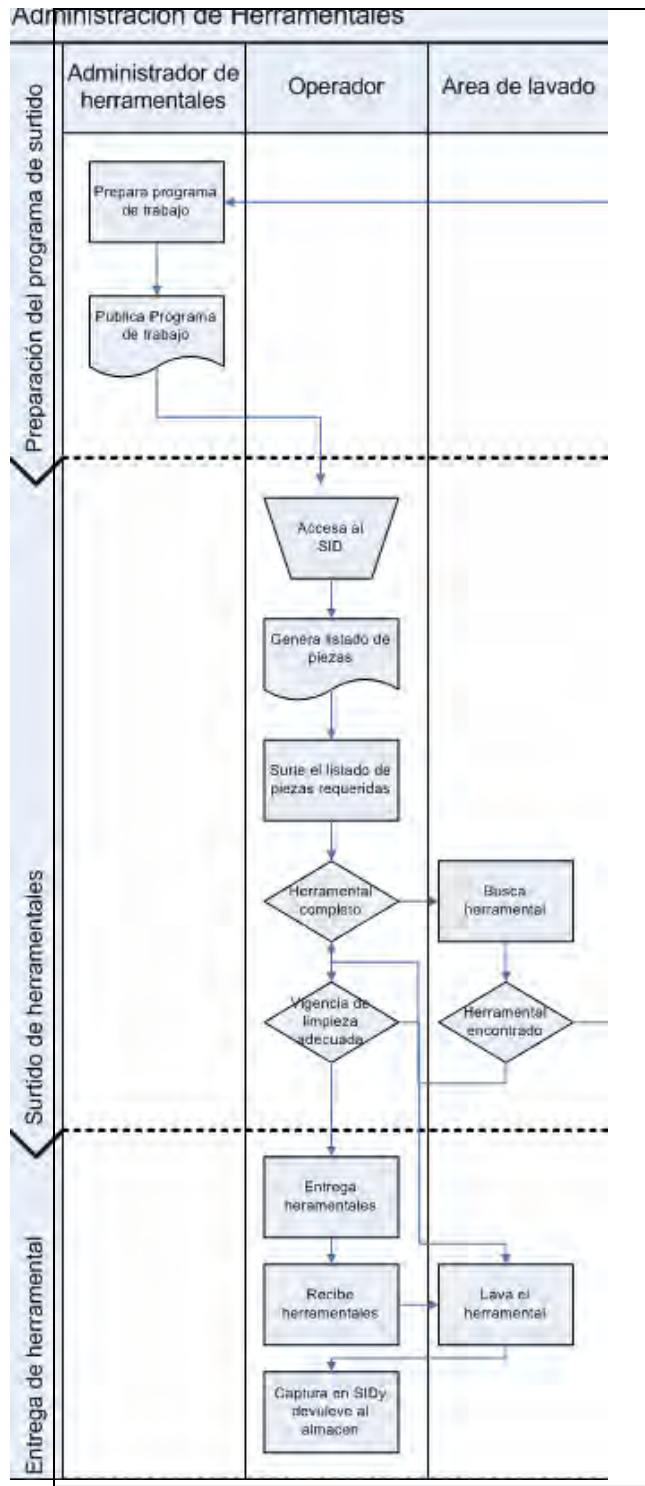 Administración de Herramentales
Administrador de
herramentales
Operador
Area de lavado
Preparación del programa de surtido
Prepara programa
de trabajo
Publica Programa
de trabajo
Surtido de herramentales
Accesa al
SID
Genera listado de
piezas
Surte el listado de
piezas requeridas
Herramental
completo
Busca
herramental
Vigencia de
limpieza
adecuada
Herramental
encontrado
Entrega de herramental
Entrega
heramentales
Recibe
herramentales
Lava el
herramental
Captura en SIDy
devuleve al
almacen